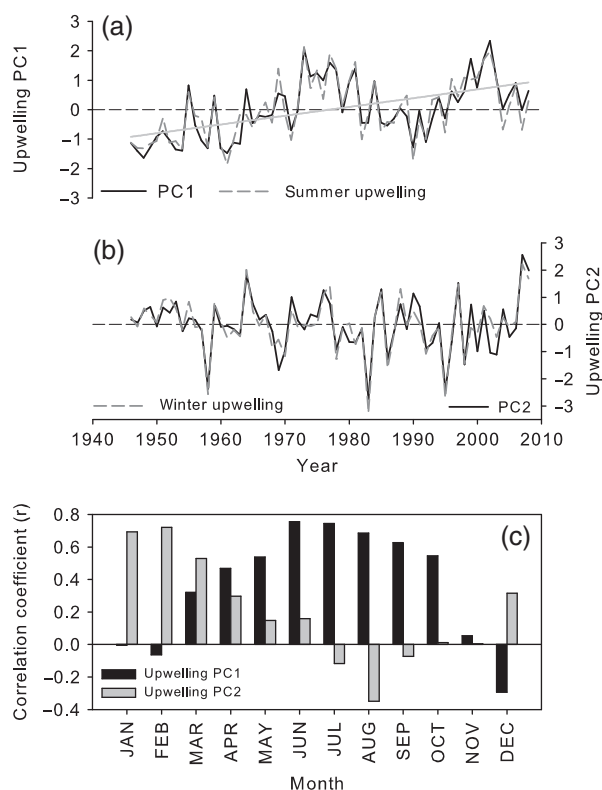 (a)
Upwelling PC1
3
2
1
0
−1
−2
−3
PC1
Summer upwelling
(b)
3
2
1
0
−1
−2
−3
Upwelling PC2
Winter upwelling
PC2
1940 1950 1960 1970 1980 1990 2000 2010
Year
(c)
Correlation coefficient (r)
0.8
0.6
0.4
0.2
0.0
−0.2
−0.4
Upwelling PC1
Upwelling PC2
JAN FEB MAR APR MAY JUN JUL AUG SEP OCT NOV DEC
Month